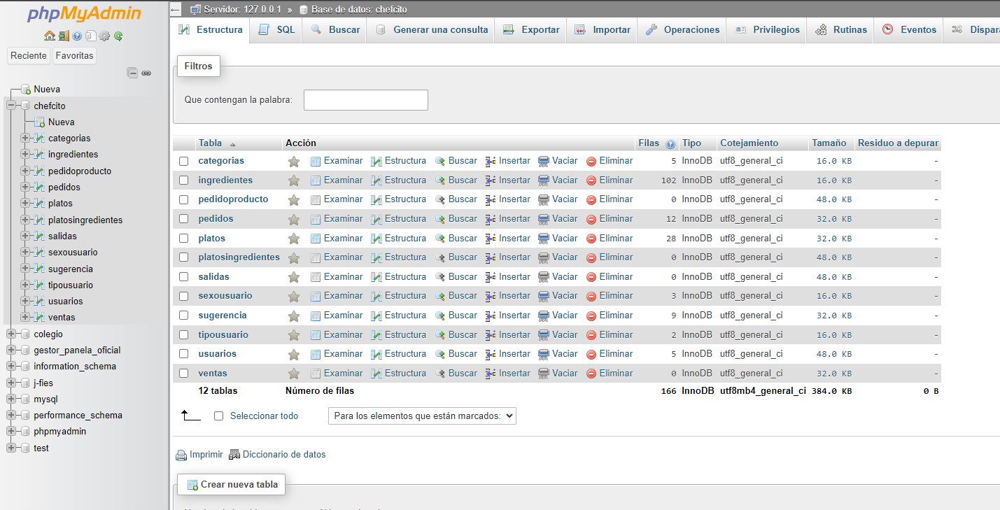 phpMyAdmin
Reciente Favoritas
Nueva
chefcito
Nueva
categorias
ingredientes
pedidoproducto
pedidos
platos
platosingredientes
salidas
sexousuario
sugerencia
tipousuario
usuarios
ventas
colegio
gestor_panela_oficial
information_schema
j-fies
mysql
performance_schema
phpmyadmin
test
Servidor: 127.0.0.1 » Base de datos: chefcito
Estructura SQL Buscar Generar una consulta Exportar Importar Operaciones Privilegios Rutinas Eventos Dispara
Filtros
Que contengan la palabra:
Tabla Acción Filas Tipo Cotejamiento Tamaño Residuo a depurar
categorias Examinar Estructura Buscar Insertar Vaciar Eliminar 5 InnoDB utf8_general_ci 16.0 KB -
ingredientes Examinar Estructura Buscar Insertar Vaciar Eliminar 102 InnoDB utf8_general_ci 16.0 KB -
pedidoproducto Examinar Estructura Buscar Insertar Vaciar Eliminar 0 InnoDB utf8_general_ci 48.0 KB -
pedidos Examinar Estructura Buscar Insertar Vaciar Eliminar 12 InnoDB utf8_general_ci 32.0 KB -
platos Examinar Estructura Buscar Insertar Vaciar Eliminar 28 InnoDB utf8_general_ci 32.0 KB -
platosingredientes Examinar Estructura Buscar Insertar Vaciar Eliminar 0 InnoDB utf8_general_ci 48.0 KB -
salidas Examinar Estructura Buscar Insertar Vaciar Eliminar 0 InnoDB utf8_general_ci 48.0 KB -
sexousuario Examinar Estructura Buscar Insertar Vaciar Eliminar 3 InnoDB utf8_general_ci 16.0 KB -
sugerencia Examinar Estructura Buscar Insertar Vaciar Eliminar 9 InnoDB utf8_general_ci 32.0 KB -
tipousuario Examinar Estructura Buscar Insertar Vaciar Eliminar 2 InnoDB utf8_general_ci 16.0 KB -
usuarios Examinar Estructura Buscar Insertar Vaciar Eliminar 5 InnoDB utf8_general_ci 48.0 KB -
ventas Examinar Estructura Buscar Insertar Vaciar Eliminar 0 InnoDB utf8_general_ci 32.0 KB -
12 tablas Número de filas 166 InnoDB utf8mb4_general_ci 384.0 KB 0 B
Seleccionar todo Para los elementos que están marcados:
Imprimir Diccionario de datos
Crear nueva tabla